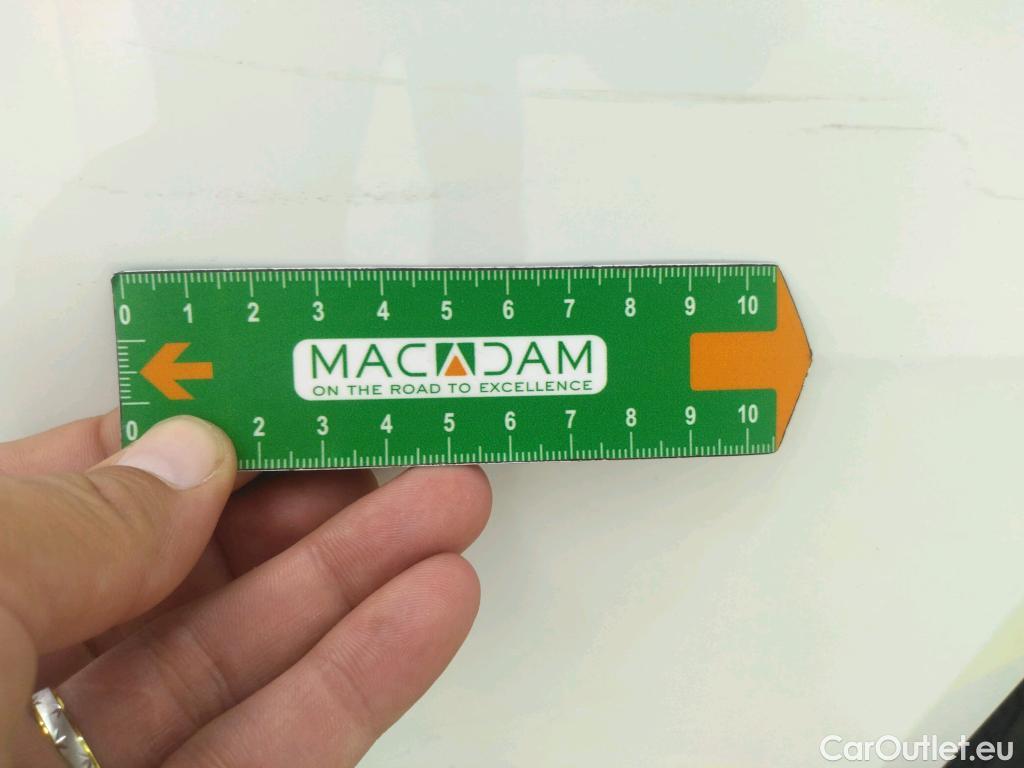 0 1 2 3 4 5 6 7 8 9 10
MACADAM
ON THE ROAD TO EXCELLENCE
0 2 3 4 5 6 7 8 9 10
CarOutlet.eu